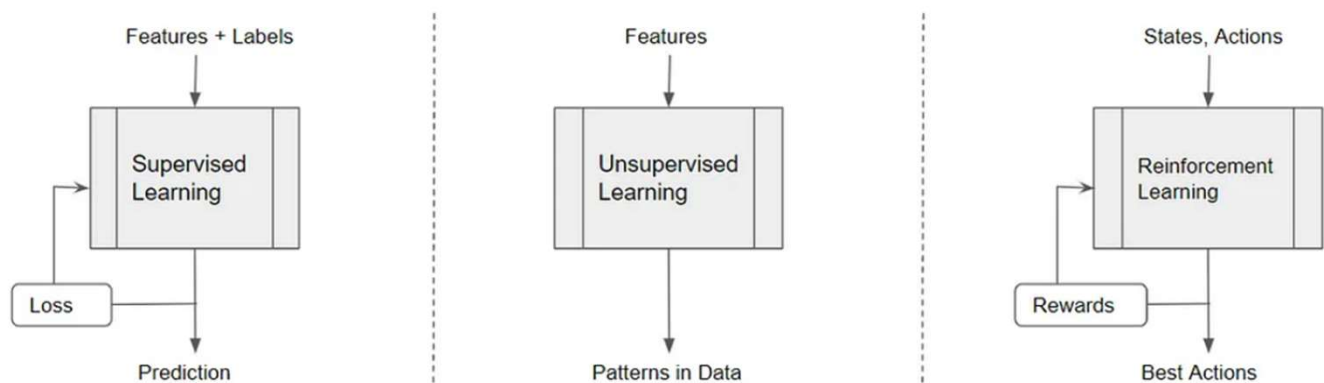 Features + Labels
Supervised
Learning
Loss
Prediction
Features
Unsupervised
Learning
Patterns in Data
States, Actions
Reinforcement
Learning
Rewards
Best Actions